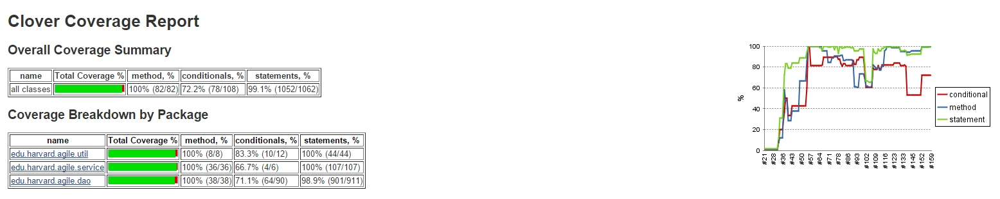 Clover Coverage Report
Overall Coverage Summary
name Total Coverage % method, % conditionals, % statements, %
all classes 100% (82/82) 72.2% (78/108) 99.1% (1052/1062)
Coverage Breakdown by Package
name Total Coverage % method, % conditionals, % statements, %
edu.harvard.agile.util 100% (8/8) 83.3% (10/12) 100% (44/44)
edu.harvard.agile.service 100% (36/36) 66.7% (4/6) 100% (107/107)
edu.harvard.agile.dao 100% (38/38) 71.1% (64/90) 98.9% (901/911)
100
80
60
40
20
0
%
#21 #28 #36 #43 #50 #57 #64 #71 #78 #86 #93 #102 #109 #116 #123 #133 #145 #152 #159
conditional
method
statement